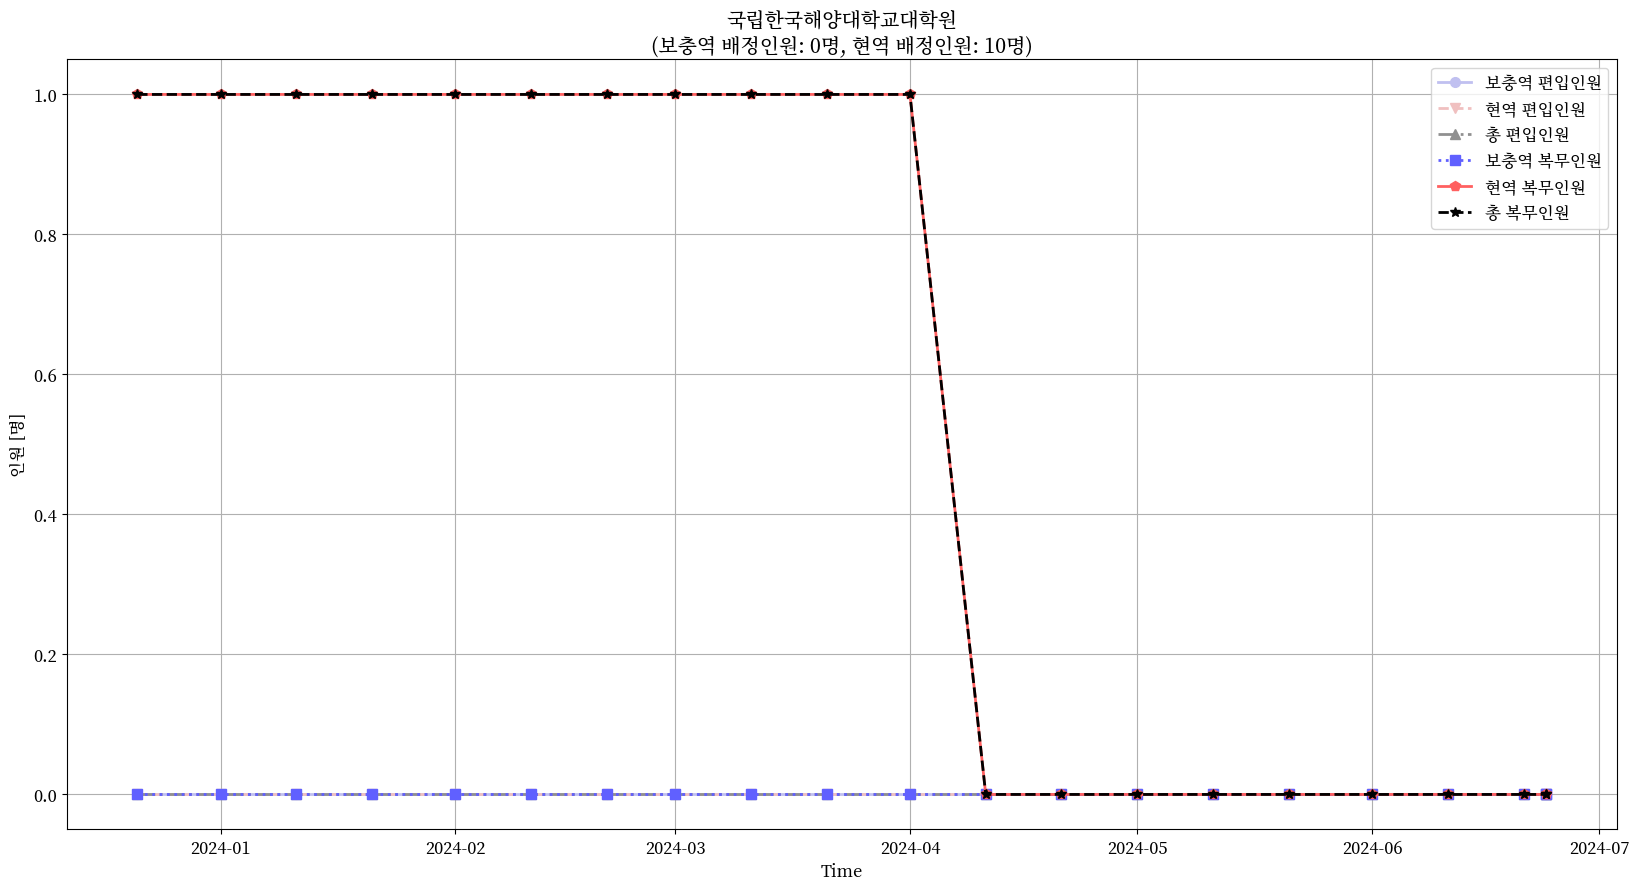 국립한국해양대학교대학원
(보충역 배정인원: 0명, 현역 배정인원: 10명)
인원 [명]
1.0
0.8
0.6
0.4
0.2
0.0
보충역 편입인원
현역 편입인원
총 편입인원
보충역 복무인원
현역 복무인원
총 복무인원
2024-01
2024-02
2024-03
2024-04
2024-05
2024-06
2024-07
Time